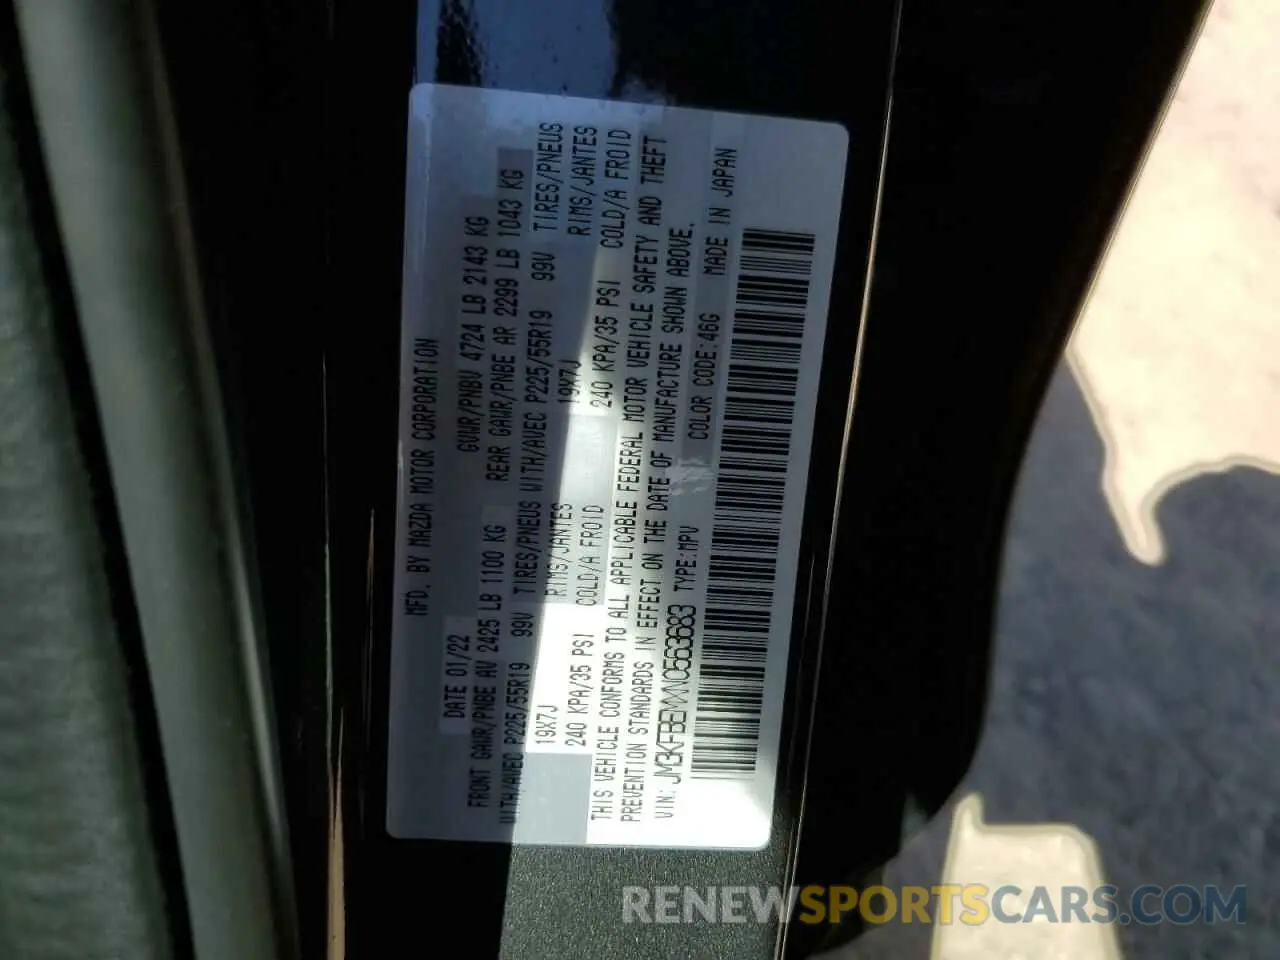 MFD. BY MAZDA MOTOR CORPORATION
DATE 01/22 GVWR/PNBV 4724 LB 2143 KG
FRONT GAWR/PNBE AV 2425 LB 1100 KG REAR GAWR/PNBE AR 2299 LB 1043 KG
WITH/AVEC P225/55R19 99V TIRES/PNEUS WITH/AVEC P225/55R19 99V TIRES/PNEUS
19X7J RIMS/JANTES 19X7J RIMS/JANTES
240 KPA/35 PSI COLD/A FROID 240 KPA/35 PSI COLD/A FROID
THIS VEHICLE CONFORMS TO ALL APPLICABLE FEDERAL MOTOR VEHICLE SAFETY AND THEFT
PREVENTION STANDARDS IN EFFECT ON THE DATE OF MANUFACTURE SHOWN ABOVE.
VIN: JM3KFBEMXN0563683 TYPE:MPV COLOR CODE:46G MADE IN JAPAN
RENEWSPORTSCARS.COM